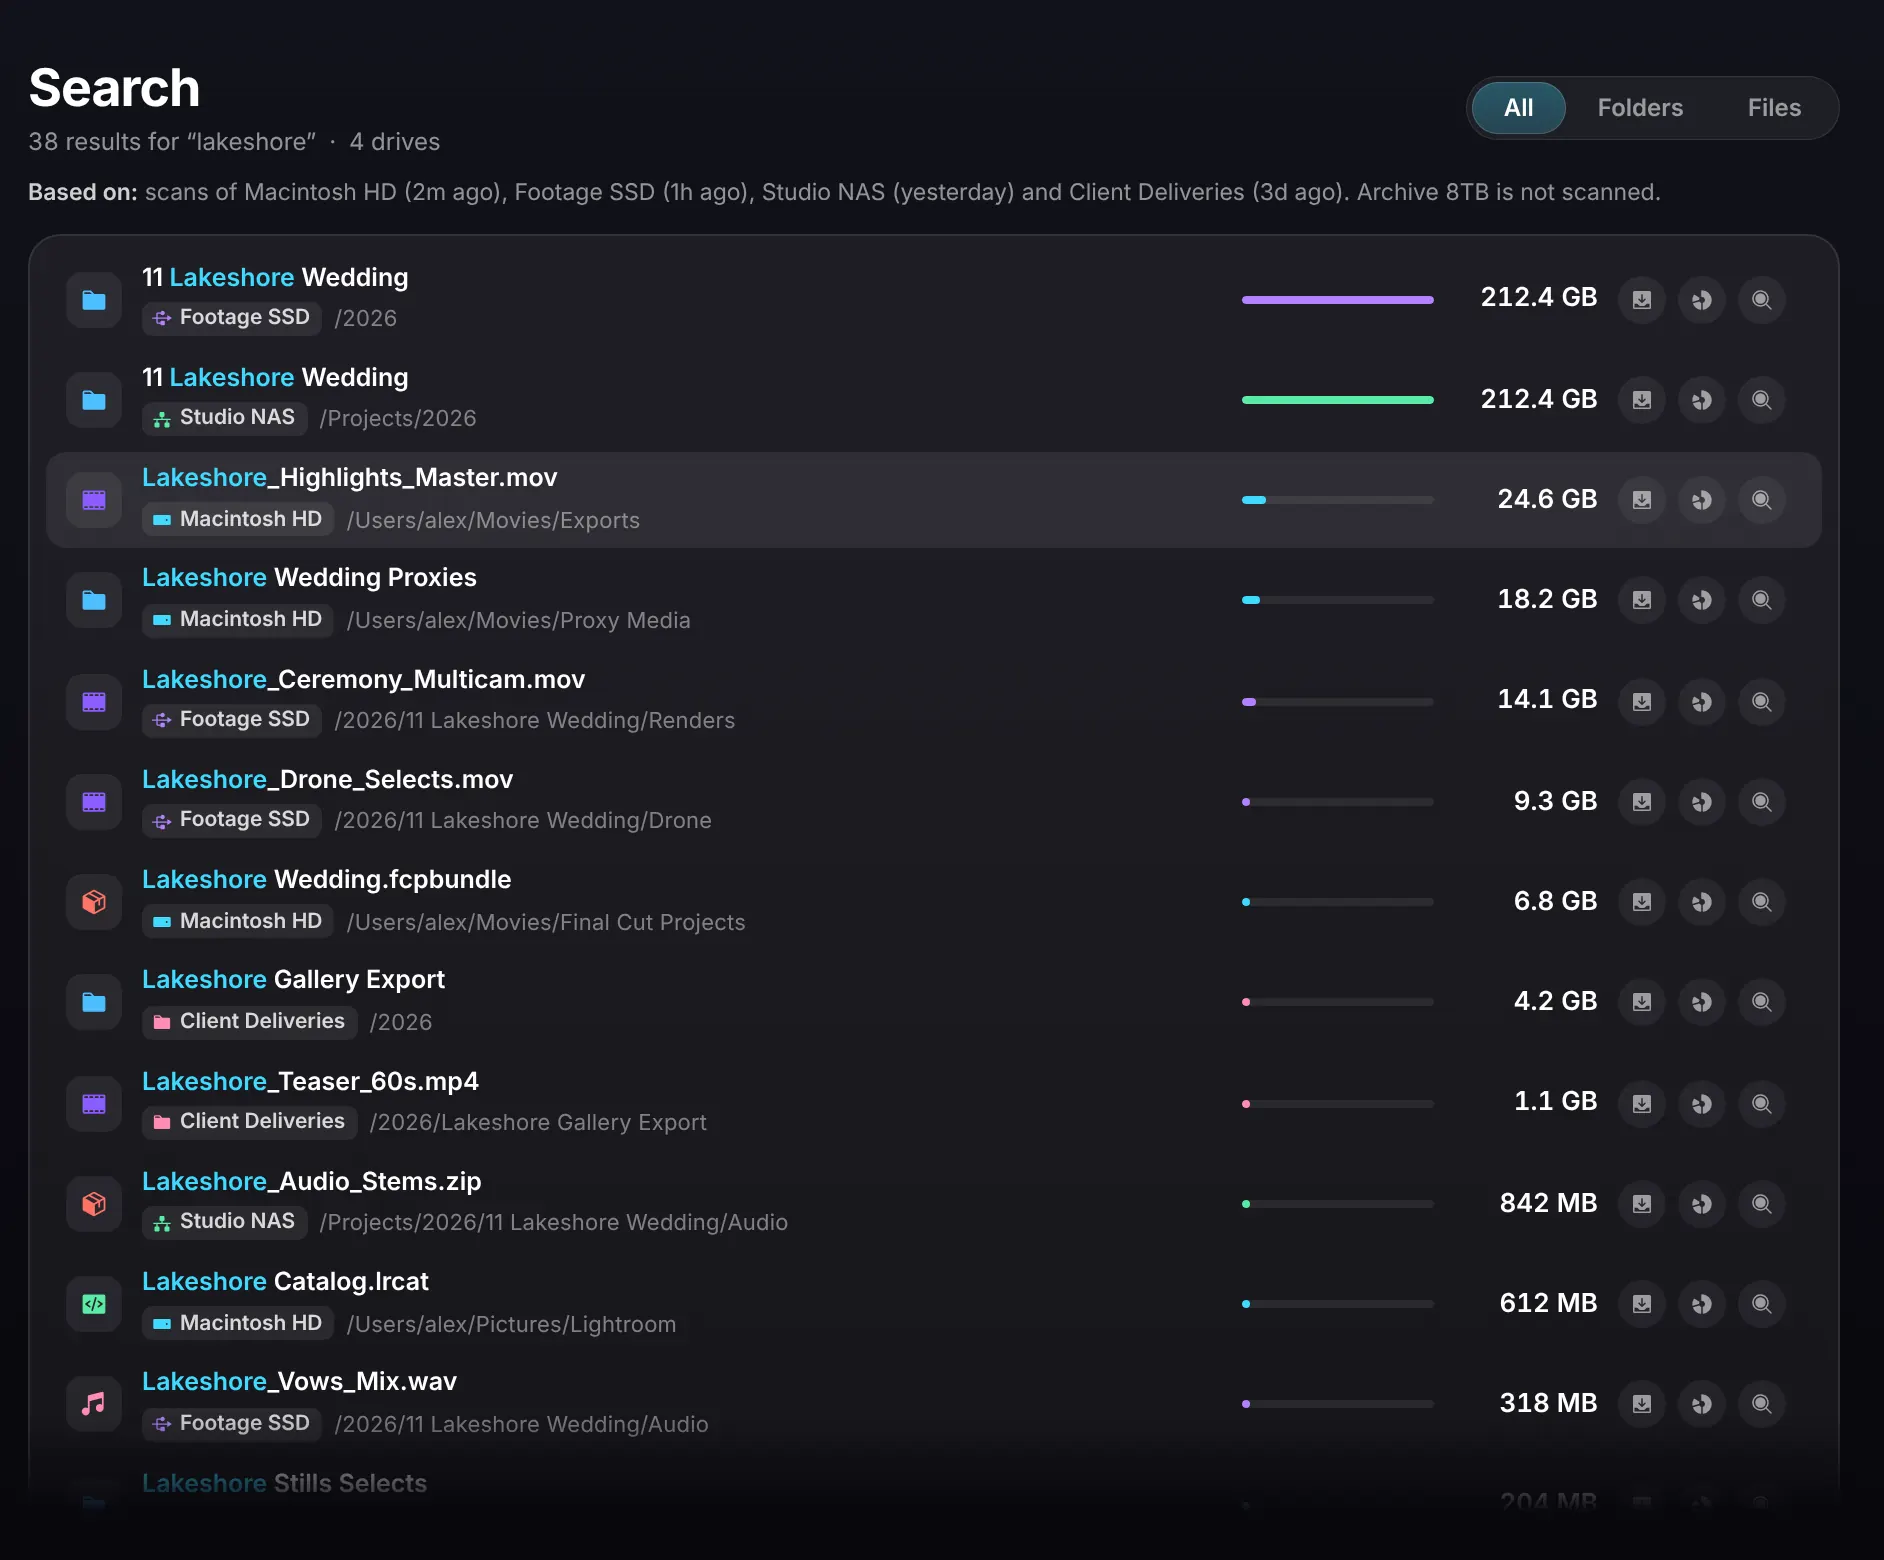 Search
All
Folders
Files
38 results for “lakeshore” · 4 drives
Based on: scans of Macintosh HD (2m ago), Footage SSD (1h ago), Studio NAS (yesterday) and Client Deliveries (3d ago). Archive 8TB is not scanned.
11 Lakeshore Wedding
Footage SSD /2026
212.4 GB
11 Lakeshore Wedding
Studio NAS /Projects/2026
212.4 GB
Lakeshore_Highlights_Master.mov
Macintosh HD /Users/alex/Movies/Exports
24.6 GB
Lakeshore Wedding Proxies
Macintosh HD /Users/alex/Movies/Proxy Media
18.2 GB
Lakeshore_Ceremony_Multicam.mov
Footage SSD /2026/11 Lakeshore Wedding/Renders
14.1 GB
Lakeshore_Drone_Selects.mov
Footage SSD /2026/11 Lakeshore Wedding/Drone
9.3 GB
Lakeshore Wedding.fcpbundle
Macintosh HD /Users/alex/Movies/Final Cut Projects
6.8 GB
Lakeshore Gallery Export
Client Deliveries /2026
4.2 GB
Lakeshore_Teaser_60s.mp4
Client Deliveries /2026/Lakeshore Gallery Export
1.1 GB
Lakeshore_Audio_Stems.zip
Studio NAS /Projects/2026/11 Lakeshore Wedding/Audio
842 MB
Lakeshore Catalog.lrcat
Macintosh HD /Users/alex/Pictures/Lightroom
612 MB
Lakeshore_Vows_Mix.wav
Footage SSD /2026/11 Lakeshore Wedding/Audio
318 MB
Lakeshore Stills Selects
204 MB